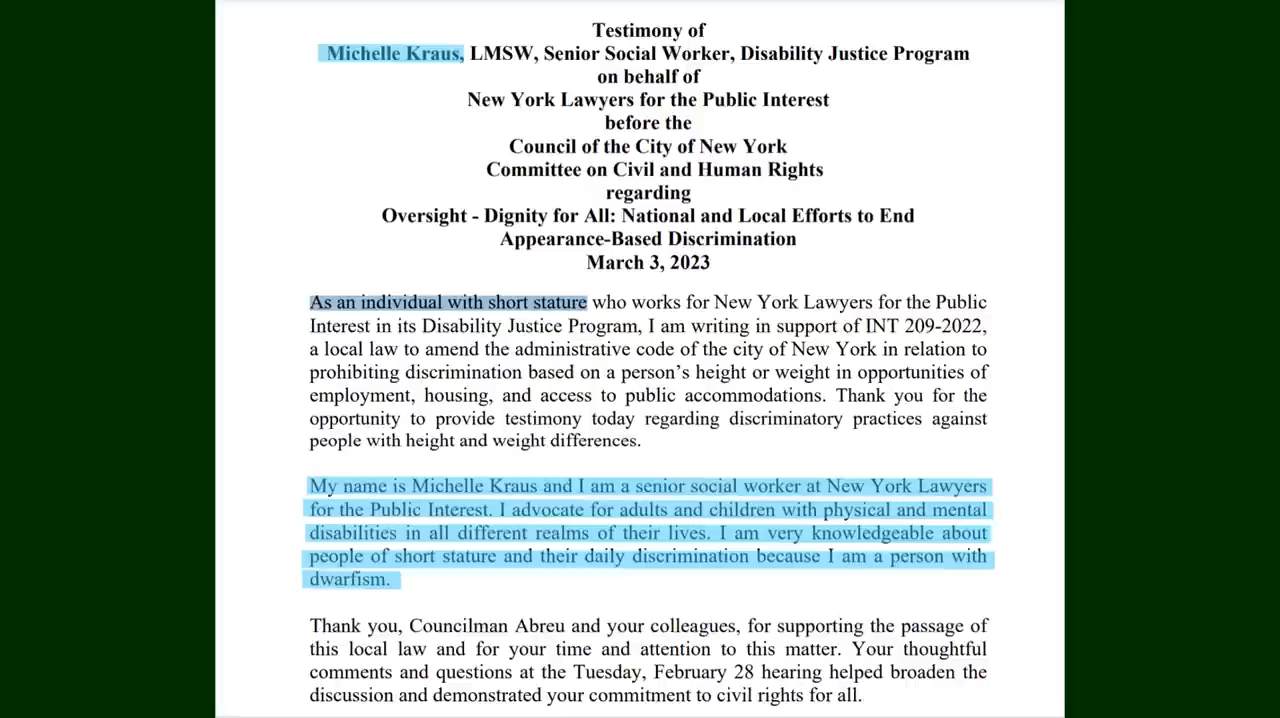 Testimony of
Michelle Kraus, LMSW, Senior Social Worker, Disability Justice Program
on behalf of
New York Lawyers for the Public Interest
before the
Council of the City of New York
Committee on Civil and Human Rights
regarding
Oversight - Dignity for All: National and Local Efforts to End
Appearance-Based Discrimination
March 3, 2023
As an individual with short stature who works for New York Lawyers for the Public
Interest in its Disability Justice Program, I am writing in support of INT 209-2022,
a local law to amend the administrative code of the city of New York in relation to
prohibiting discrimination based on a person's height or weight in opportunities of
employment, housing, and access to public accommodations. Thank you for the
opportunity to provide testimony today regarding discriminatory practices against
people with height and weight differences.
My name is Michelle Kraus and I am a senior social worker at New York Lawyers
for the Public Interest. I advocate for adults and children with physical and mental
disabilities in all different realms of their lives. I am very knowledgeable about
people of short stature and their daily discrimination because I am a person with
dwarfism.
Thank you, Councilman Abreu and your colleagues, for supporting the passage of
this local law and for your time and attention to this matter. Your thoughtful
comments and questions at the Tuesday, February 28 hearing helped broaden the
discussion and demonstrated your commitment to civil rights for all.